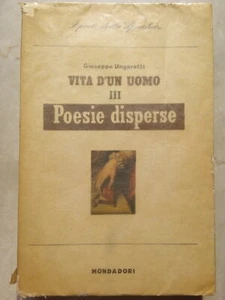 Giuseppe Ungaretti
VITA D'UN UOMO
III
Poesie disperse
MONDADORI